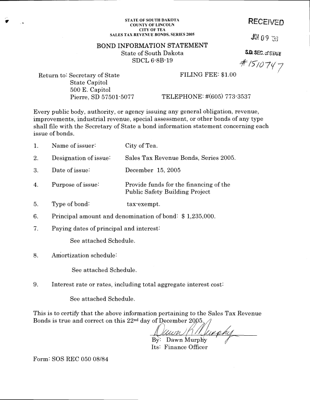 STATE OF SOUTH DAKOTA
COUNTY OF LINCOLN
CITY OF TEA
SALES TAX REVENUE BONDS, SERIES 2005
RECEIVED
S.D. SEC. OF STATE
#1510747
BOND INFORMATION STATEMENT
State of South Dakota
SDCL 6-8B-19
Return to: Secretary of State
FILING FEE: $1.00
State Capitol
500 E. Capitol
Pierre, SD 57501-5077
TELEPHONE: #(605) 773-3537
Every public body, authority, or agency issuing any general obligation, revenue,
improvements, industrial revenue, special assessment, or other bonds of any type
shall file with the Secretary of State a bond information statement concerning each
issue of bonds.
1. Name of issuer: City of Tea.
2. Designation of issue: Sales Tax Revenue Bonds, Series 2005.
3. Date of issue: December 15, 2005
4. Purpose of issue: Provide funds for the financing of the
Public Safety Building Project
5. Type of bond: tax-exempt.
6. Principal amount and denomination of bond: $ 1,235,000.
7. Paying dates of principal and interest:
See attached Schedule.
8. Amortization schedule:
See attached Schedule.
9. Interest rate or rates, including total aggregate interest cost:
See attached Schedule.
This is to certify that the above information pertaining to the Sales Tax Revenue
Bonds is true and correct on this 22nd day of December 2005.
Dawn R Murphy
By: Dawn Murphy
Its: Finance Officer
Form: SOS REC 050 08/84